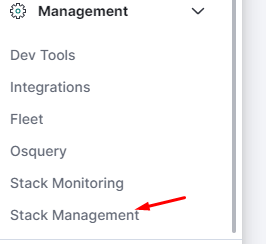 Management
Dev Tools
Integrations
Fleet
Osquery
Stack Monitoring
Stack Management